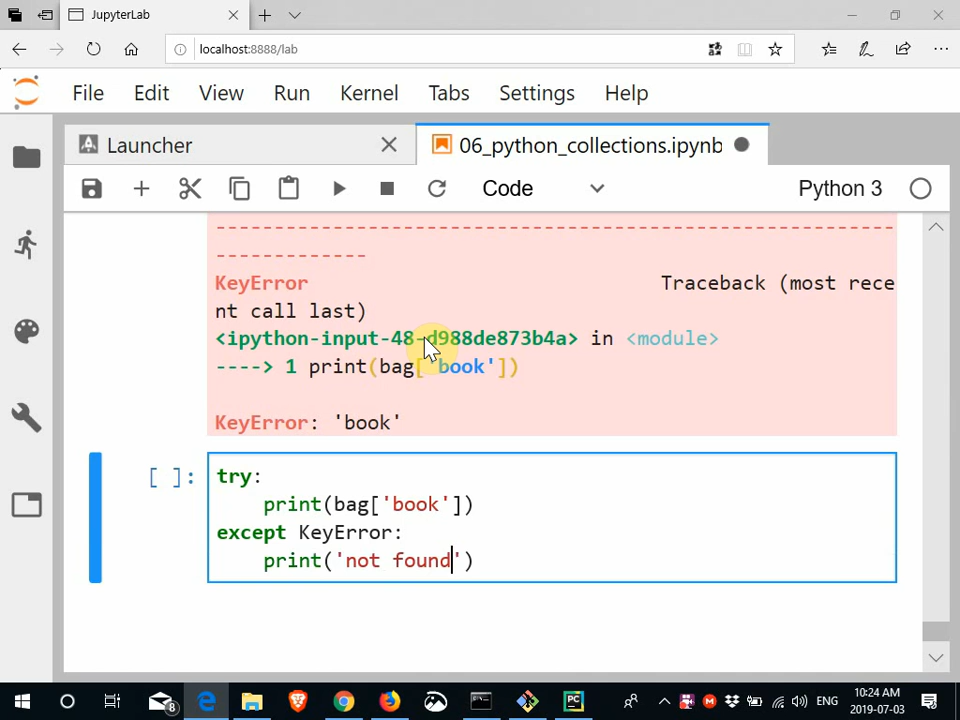 JupyterLab
localhost:8888/lab
File Edit View Run Kernel Tabs Settings Help
Launcher
06_python_collections.ipynb
Code
Python 3
---------------------------------------------------------------------------
KeyError Traceback (most rece
nt call last)
<ipython-input-48-d988de873b4a> in <module>
----> 1 print(bag['book'])
KeyError: 'book'
[ ]:
try:
    print(bag['book'])
except KeyError:
    print('not found')
8
PC
ENG
10:24 AM
2019-07-03